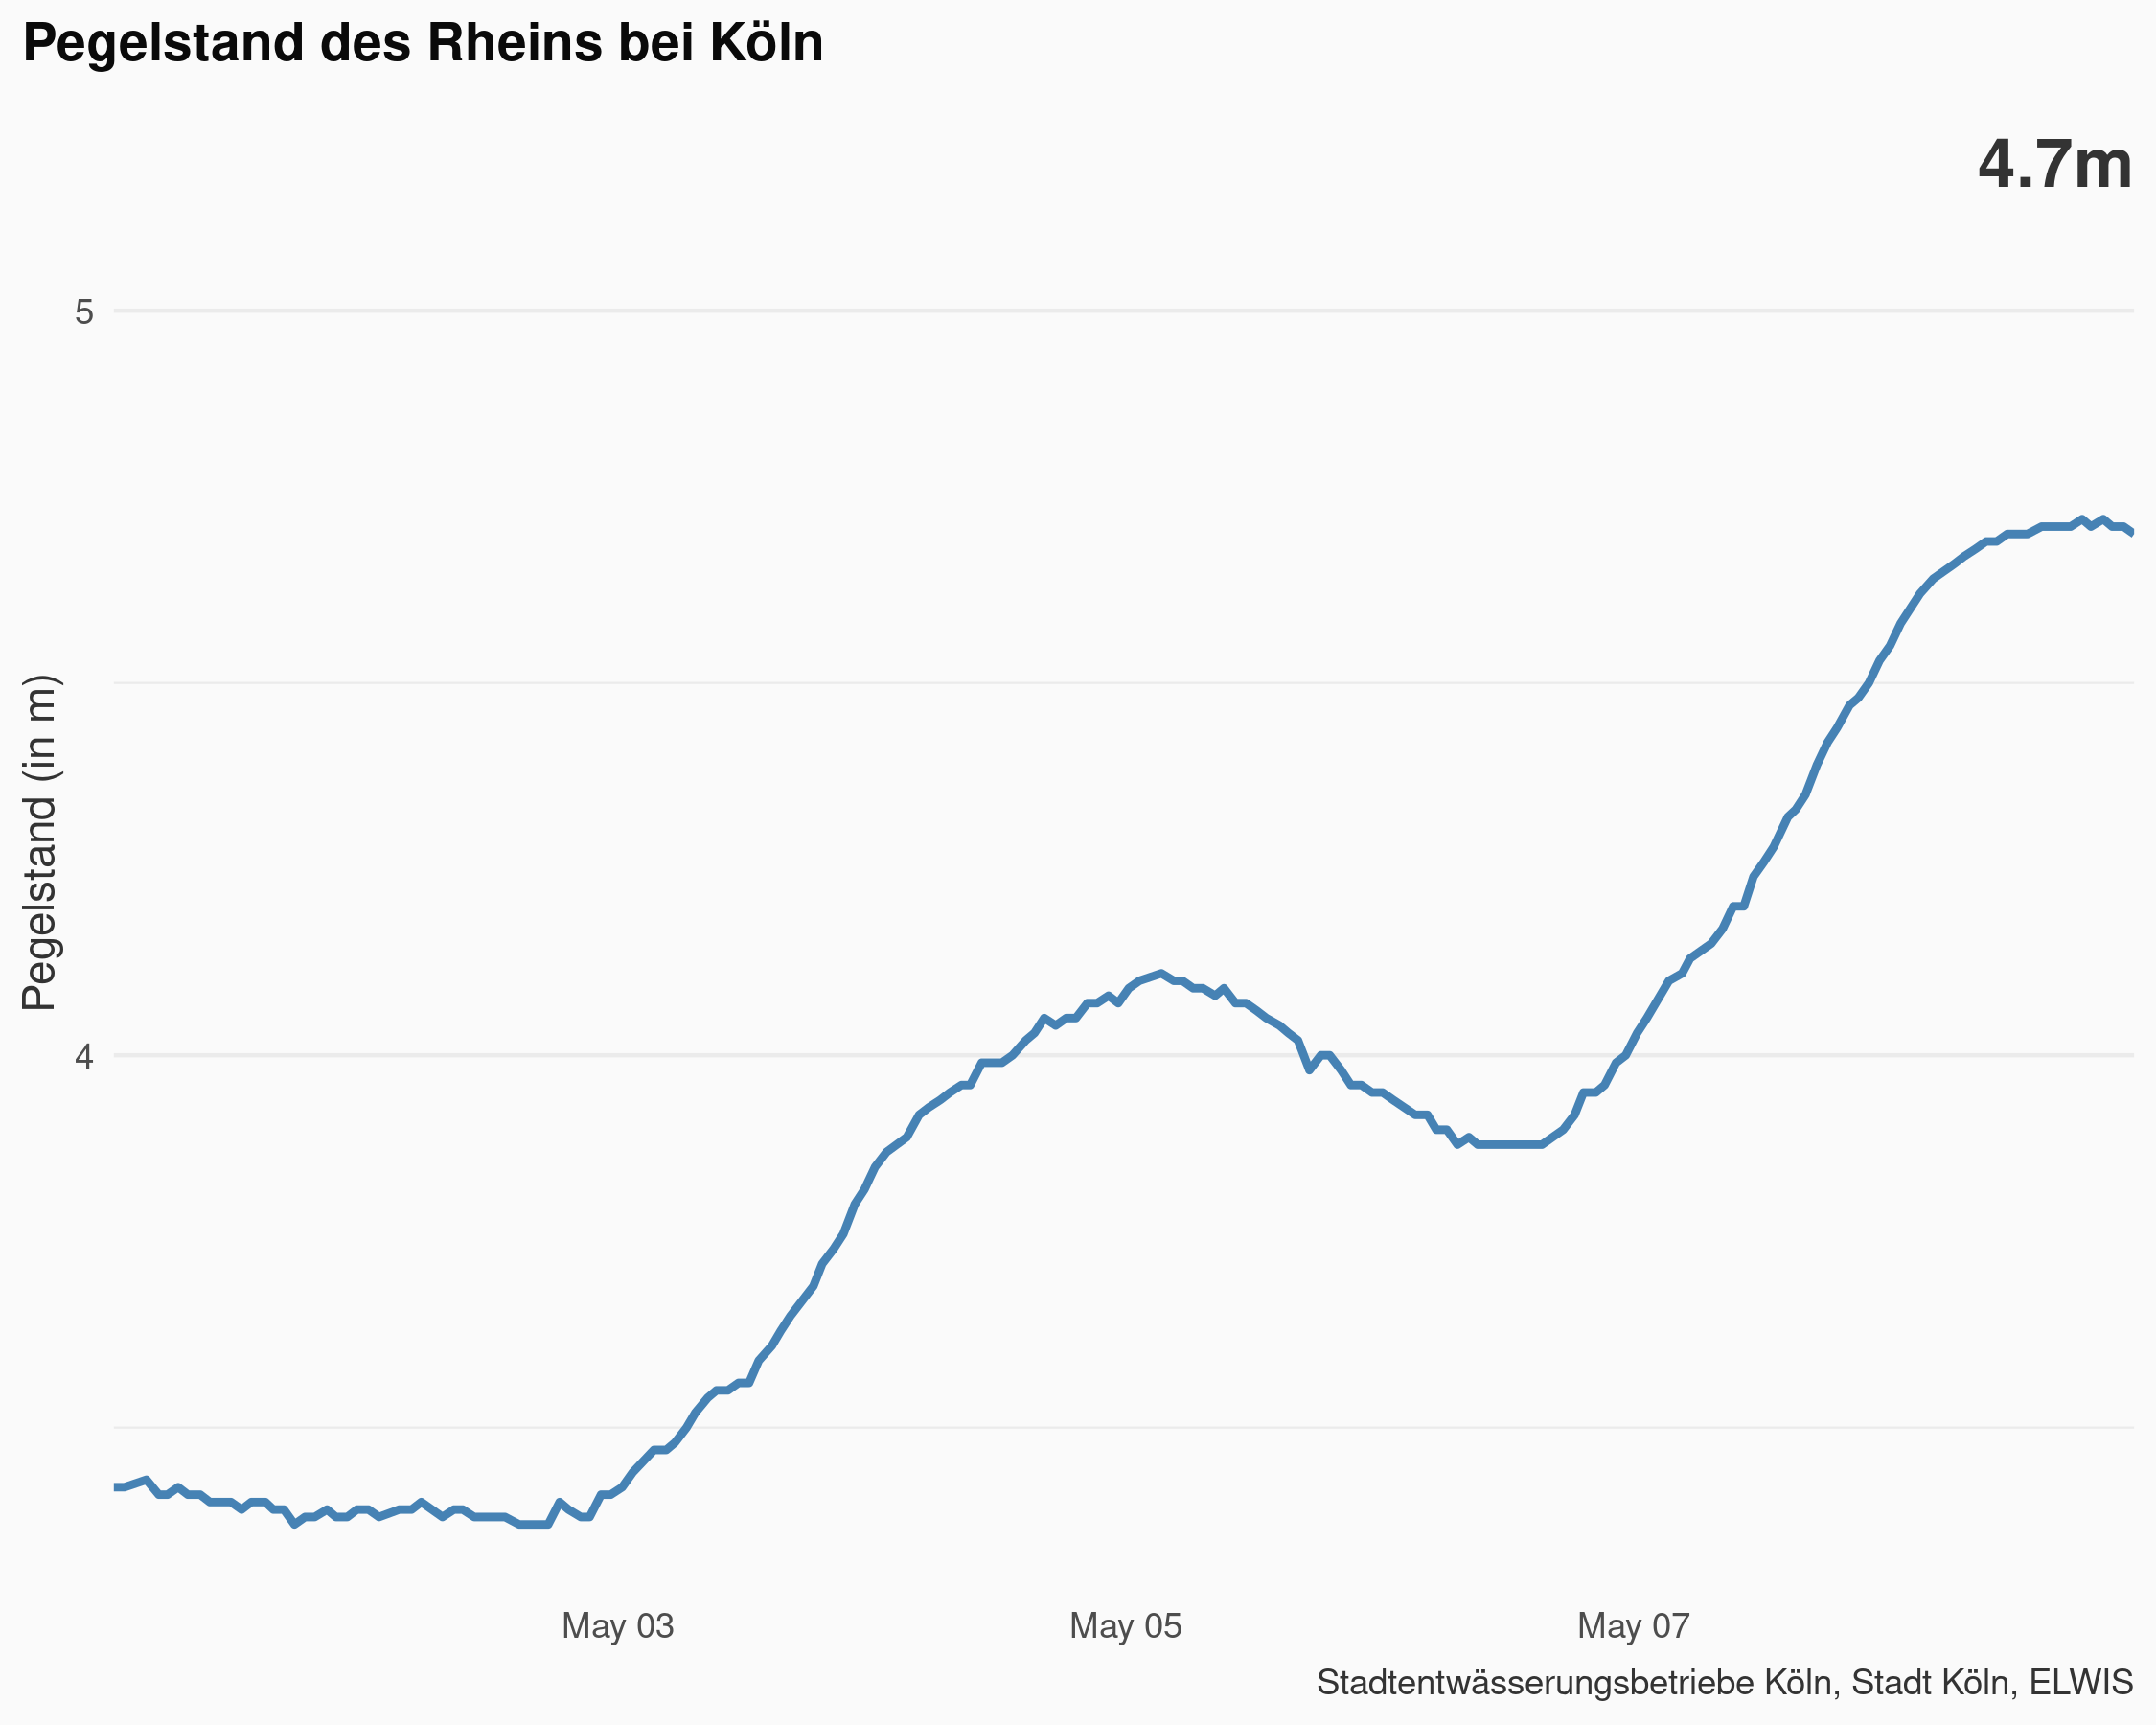 Pegelstand des Rheins bei Köln
4.7m
5
4
Pegelstand (in m)
May 03
May 05
May 07
Stadtentwässerungsbetriebe Köln, Stadt Köln, ELWIS